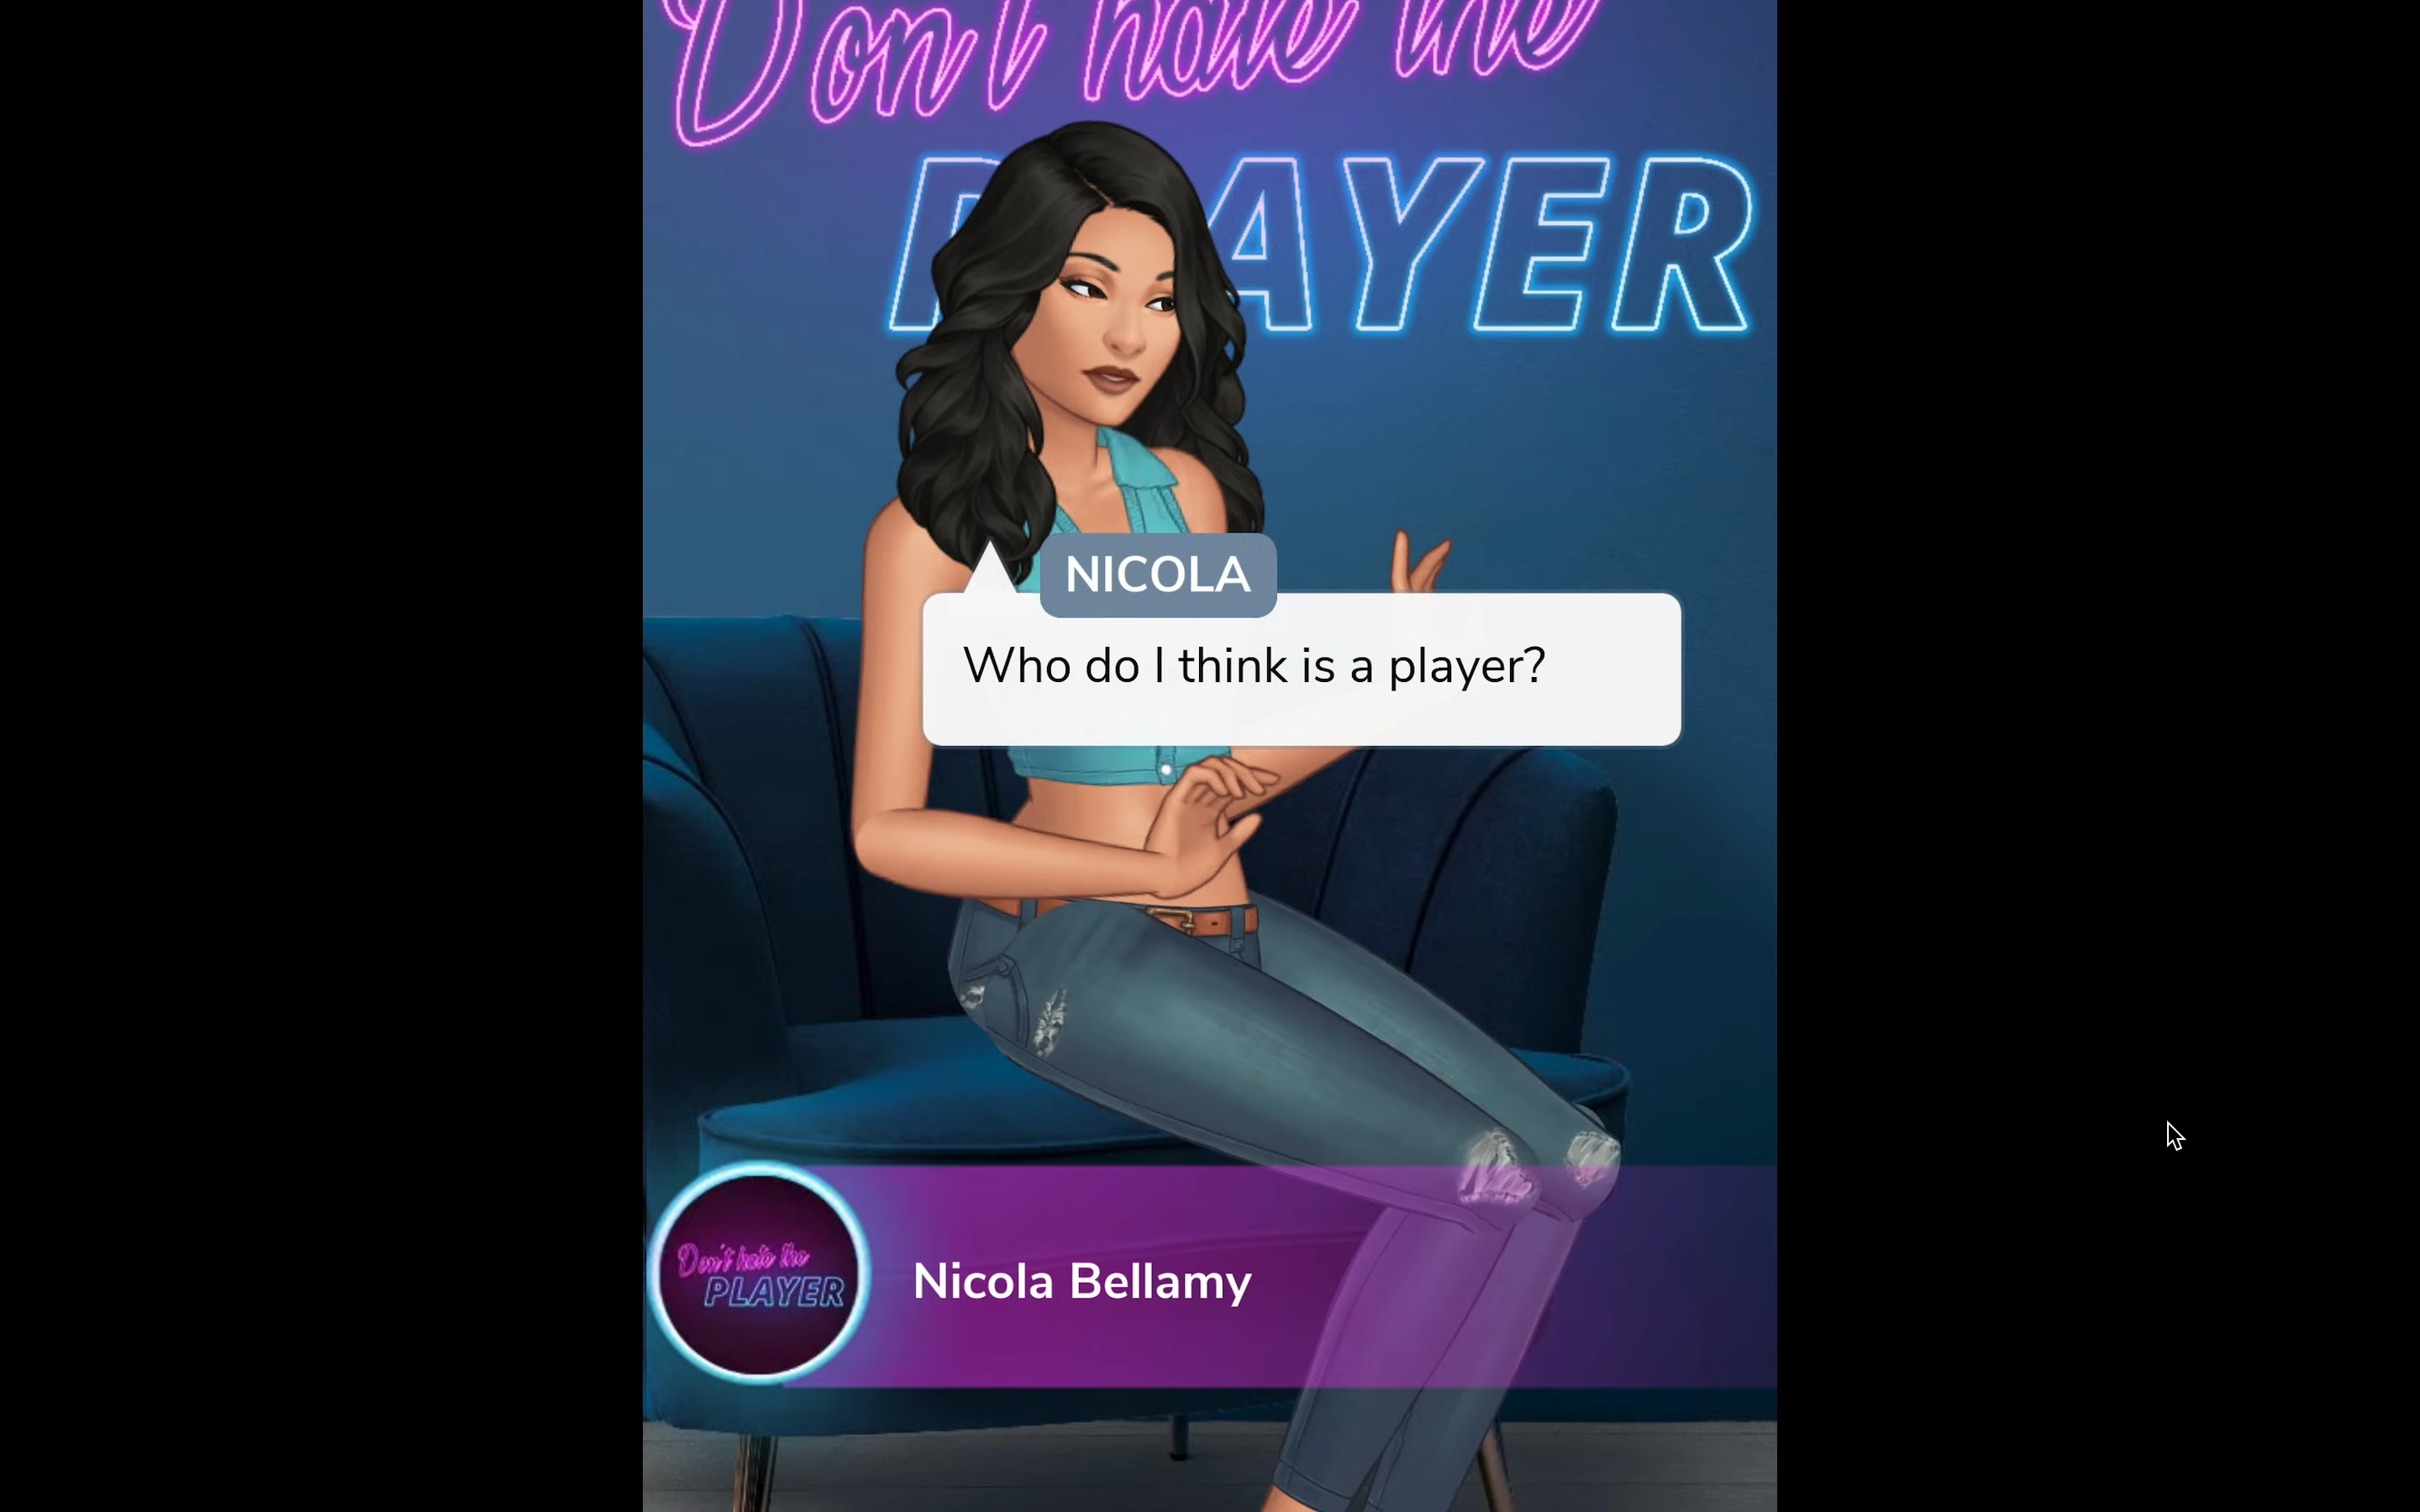 Don't hate the
PLAYER
NICOLA
Who do I think is a player?
Don't hate the
PLAYER
Nicola Bellamy